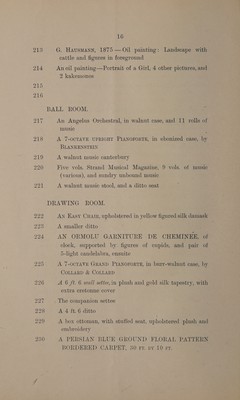 16
213 G. Hausmann, 1875—Oil painting: Landscape with
cattle and figures in foreground
214 An oil painting—Portrait of a Girl, 4 other pictures, and
2 kakemonos
215
216
BALL ROOM.
217 An Angelus Orchestral, in walnut case, and 11 rolls of
music
218 A 7-octave upright Pianoforte, in ebonized case, by
Blankenstein
219 A walnut music canterbury
220 Five vols. Strand Musical Magazine, 9 vols. of music
(various), and sundry unbound music
221 A walnut music stool, and a ditto seat
DRAWING ROOM.
222 An Easy Chair, upholstered in yellow figured silk damask
223 A smaller ditto
224 AN ORMOLU GARNITURE DE CHEMINÉE, of
clock, supported by figures of cupids, and pair of
5-light candelabra, ensuite
225 A 7-octave Grand Pianoforte, in burr-walnut case, by
Collard & Collard
226 A 6 ft. 6 wall settee, in plush and gold silk tapestry, with
extra cretonne cover
227 The companion settee
228 A 4 ft. 6 ditto
229 A box ottoman, with stuffed seat, upholstered plush and
embroidery
230 A PERSIAN BLUE GROUND FLORAL PATTERN
BORDERED CARPET, 30 ft. by 19 ft.